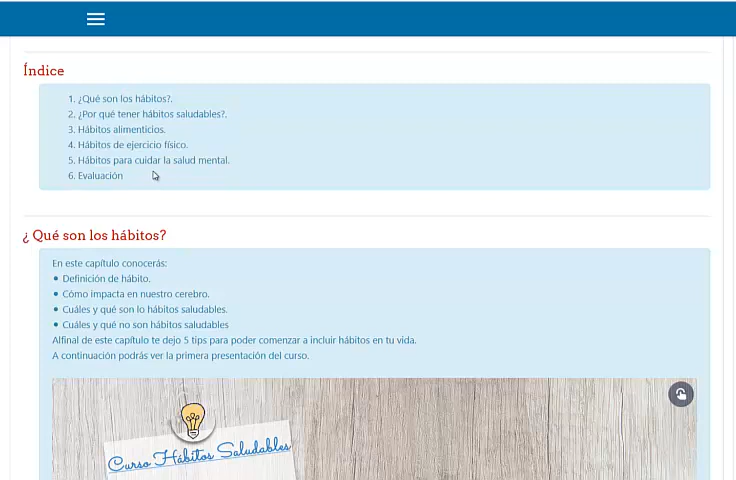 Índice
1. ¿Qué son los hábitos?.
2. ¿Por qué tener hábitos saludables?.
3. Hábitos alimenticios.
4. Hábitos de ejercicio físico.
5. Hábitos para cuidar la salud mental.
6. Evaluación
¿ Qué son los hábitos?
En este capítulo conocerás:
• Definición de hábito.
• Cómo impacta en nuestro cerebro.
• Cuáles y qué son lo hábitos saludables.
• Cuáles y qué no son hábitos saludables
Alfinal de este capítulo te dejo 5 tips para poder comenzar a incluir hábitos en tu vida.
A continuación podrás ver la primera presentación del curso.
Curso Hábitos Saludables